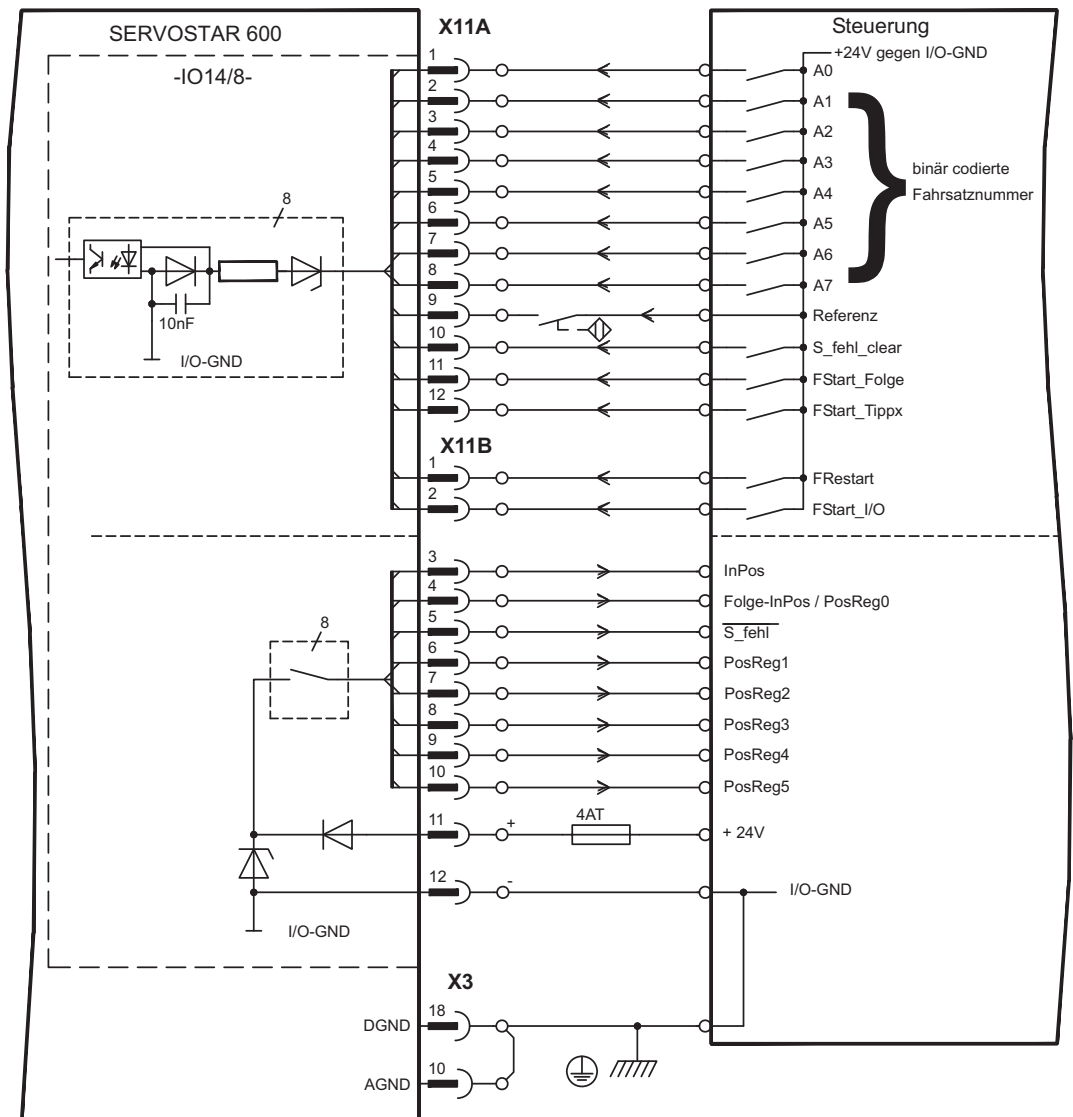 SERVOSTAR 600
-IO14/8-
X11A
Steuerung
+24V gegen I/O-GND
1 A0
2 A1
3 A2
4 A3
binär codierte
Fahrsatznummer
5 A4
6 A5
7 A6
8 A7
9 Referenz
10 S_fehl_clear
11 FStart_Folge
12 FStart_Tippx
8
10nF
I/O-GND
X11B
1 FRestart
2 FStart_I/O
3 InPos
4 Folge-InPos / PosReg0
5 S_fehl
6 PosReg1
7 PosReg2
8 PosReg3
9 PosReg4
10 PosReg5
8
11 + 4AT + 24V
12 - I/O-GND
I/O-GND
X3
DGND 18
AGND 10